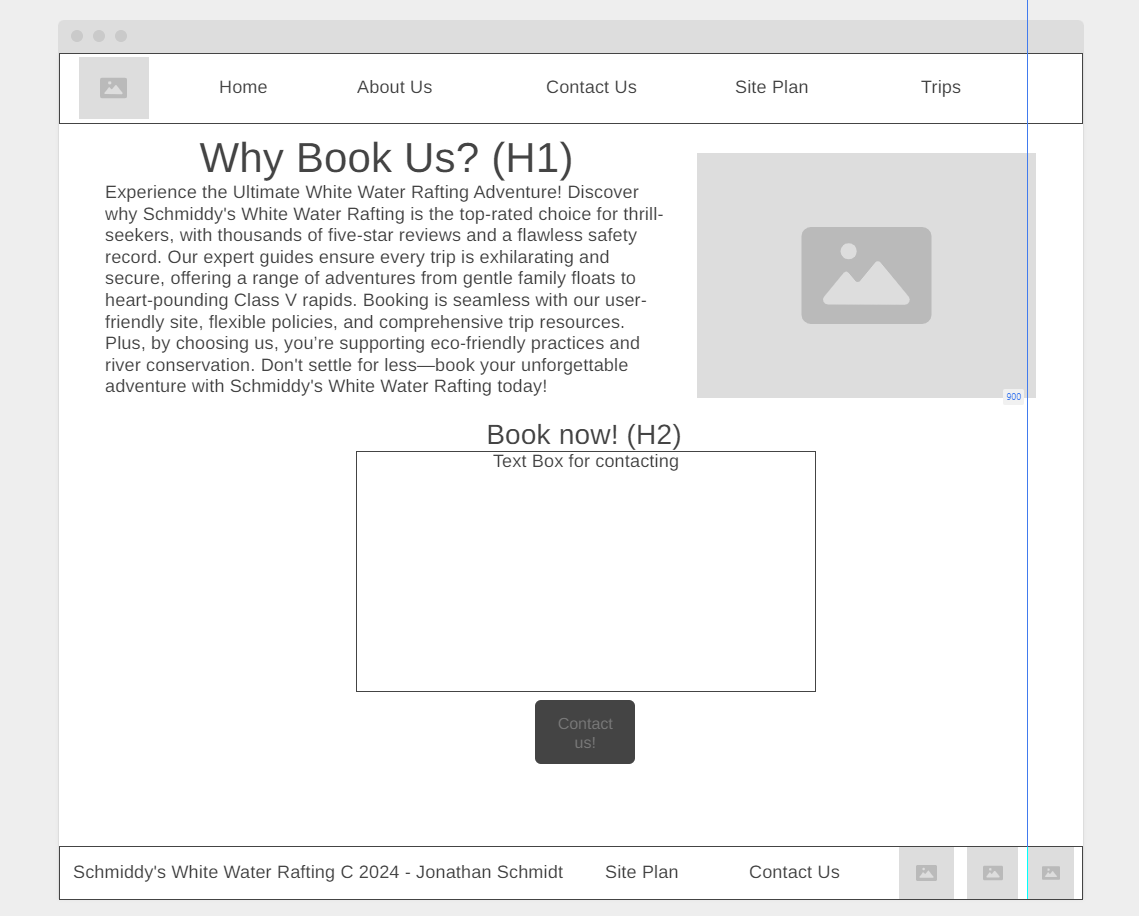 Home About Us Contact Us Site Plan Trips
Why Book Us? (H1)
Experience the Ultimate White Water Rafting Adventure! Discover
why Schmiddy's White Water Rafting is the top-rated choice for thrill-
seekers, with thousands of five-star reviews and a flawless safety
record. Our expert guides ensure every trip is exhilarating and
secure, offering a range of adventures from gentle family floats to
heart-pounding Class V rapids. Booking is seamless with our user-
friendly site, flexible policies, and comprehensive trip resources.
Plus, by choosing us, you’re supporting eco-friendly practices and
river conservation. Don't settle for less—book your unforgettable
adventure with Schmiddy's White Water Rafting today!
900
Book now! (H2)
Text Box for contacting
Contact
us!
Schmiddy's White Water Rafting C 2024 - Jonathan Schmidt Site Plan Contact Us